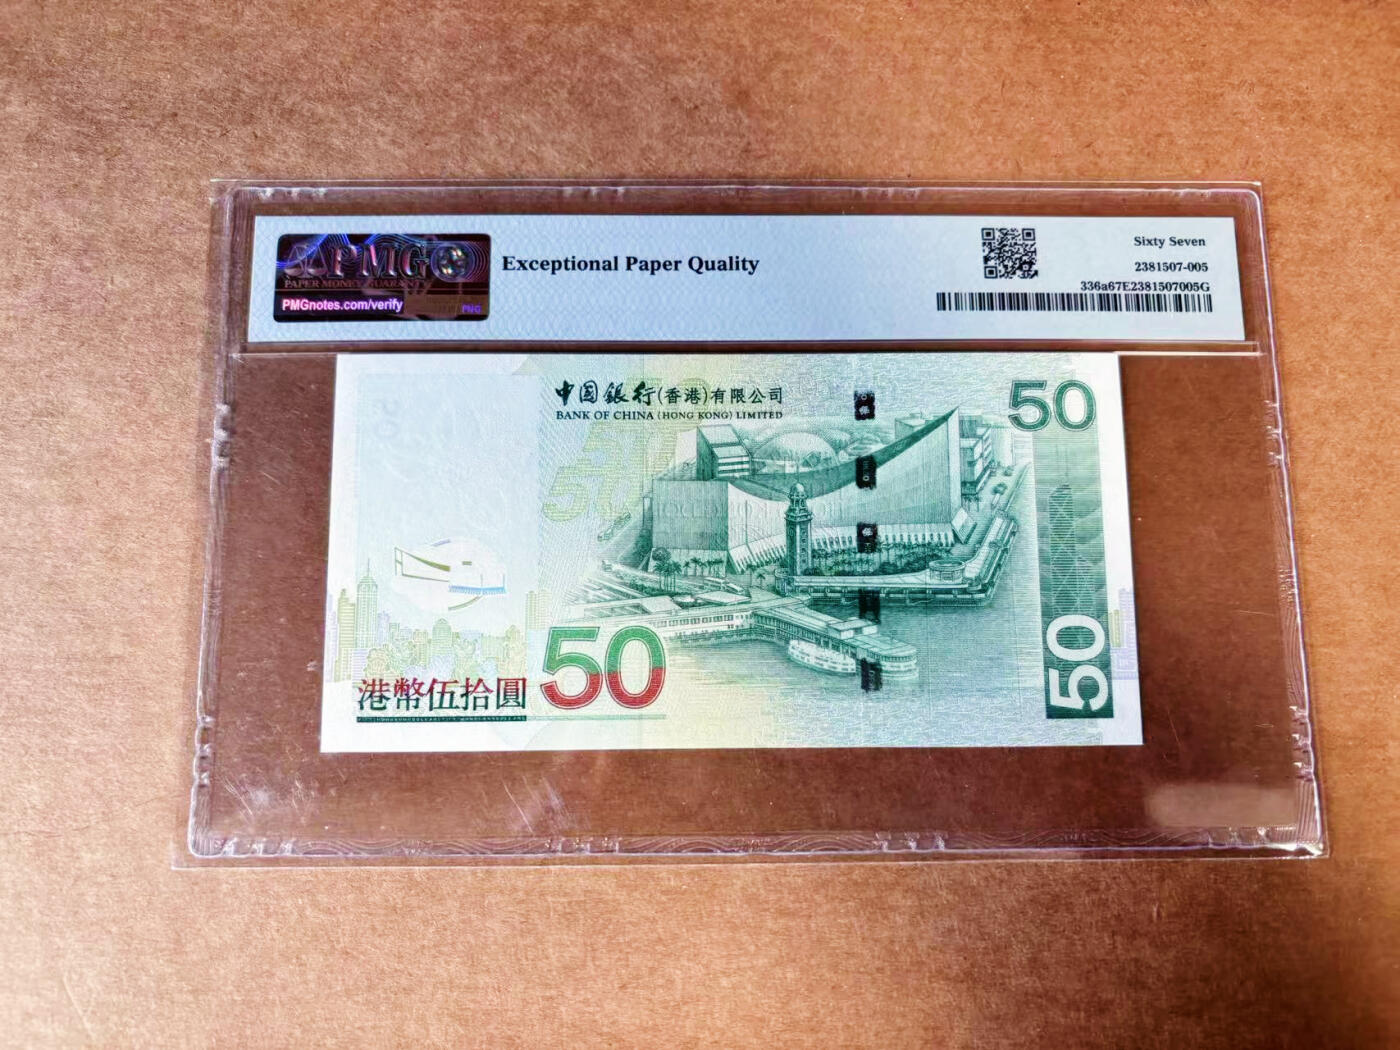 PMG
PAPER MONEY GUARANTY
PMGnotes.com/verify
PMG
Exceptional Paper Quality
Sixty Seven
2381507-005
336a67E2381507005G
中國銀行(香港)有限公司
BANK OF CHINA (HONG KONG) LIMITED
50
50
港幣伍拾圓
50